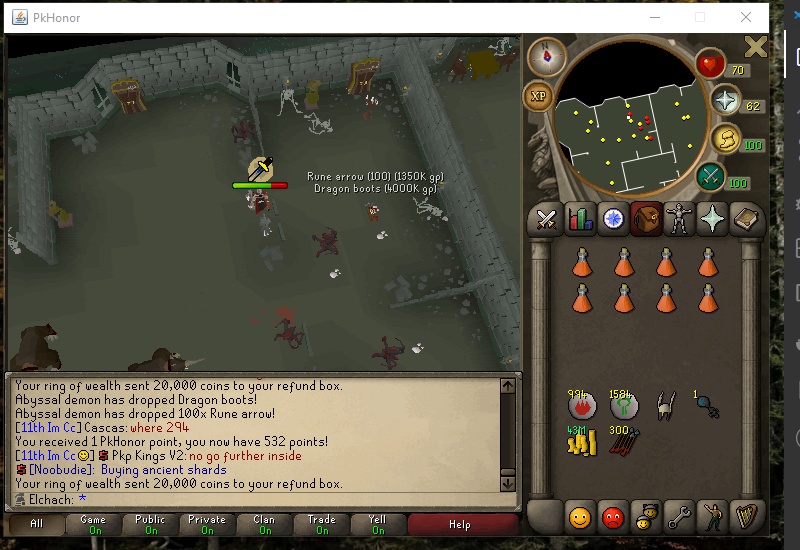 PkHonor
N
70
XP
62
100
100
Rune arrow (100) (1350K gp)
Dragon boots (4000K gp)
994
1584
1
43M
300
Your ring of wealth sent 20,000 coins to your refund box.
Abyssal demon has dropped Dragon boots!
Abyssal demon has dropped 100x Rune arrow!
[11th Im Cc] Cascas: where 294
You received 1 PkHonor point, you now have 532 points!
[11th Im Cc] Pkp Kings V2: no go further inside
[Noobudie]: Buying ancient shards
Your ring of wealth sent 20,000 coins to your refund box.
Elchach: *
All Game Public Private Clan Trade Yell Help
On On On On On On